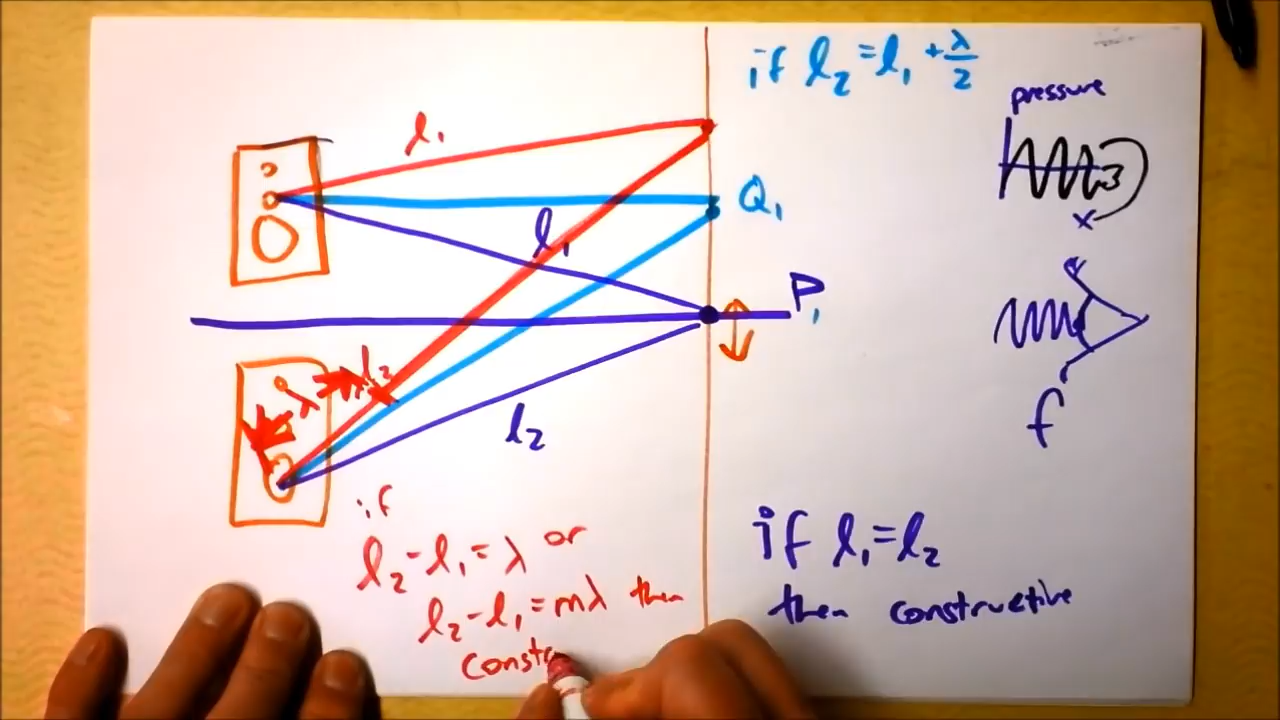 if l₂ = l₁ + λ/2
pressure
l₁
Q₁
l₁
x
P₁
l₂
λ
l₂
f
if
l₂ - l₁ = λ or
l₂ - l₁ = mλ then
Constr
if l₁ = l₂
then constructive